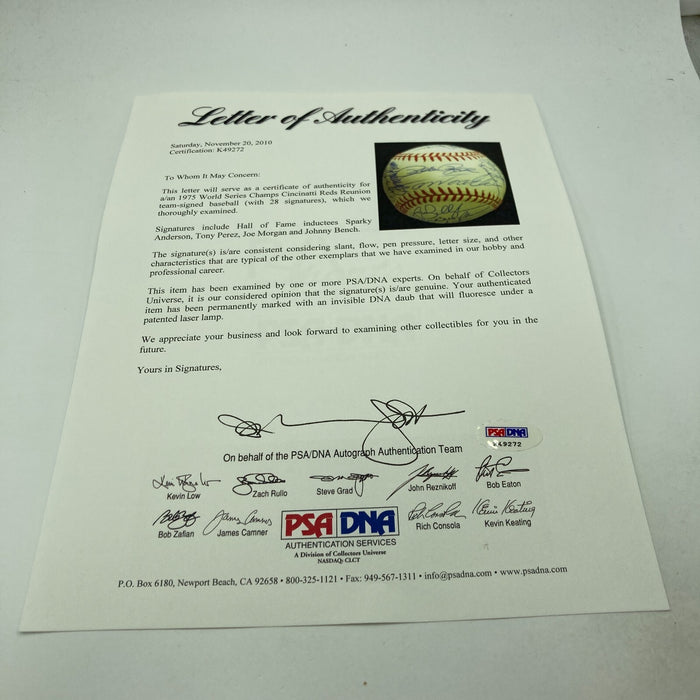 Letter of Authenticity
Saturday, November 20, 2010
Certification: K49272
To Whom It May Concern:
This letter will serve as a certificate of authenticity for
a/an 1975 World Series Champs Cincinatti Reds Reunion
team-signed baseball (with 28 signatures), which we
thoroughly examined.
Signatures include Hall of Fame inductees Sparky
Anderson, Tony Perez, Joe Morgan and Johnny Bench.
The signature(s) is/are consistent considering slant, flow, pen pressure, letter size, and other
characteristics that are typical of the other exemplars that we have examined in our hobby and
professional career.
This item has been examined by one or more PSA/DNA experts. On behalf of Collectors
Universe, it is our considered opinion that the signature(s) is/are genuine. Your authenticated
item has been permanently marked with an invisible DNA daub that will fluoresce under a
patented laser lamp.
We appreciate your business and look forward to examining other collectibles for you in the
future.
Yours in Signatures,
PSA DNA
K49272
On behalf of the PSA/DNA Autograph Authentication Team
Kevin Low
Zach Rullo
Steve Grad
John Reznikoff
Bob Eaton
Bob Zafian
James Camner
PSA DNA
Rich Consola
Kevin Keating
AUTHENTICATION SERVICES
A Division of Collectors Universe
NASDAQ: CLCT
P.O. Box 6180, Newport Beach, CA 92658 • 800-325-1121 • Fax: 949-567-1311 • info@psadna.com • www.psadna.com